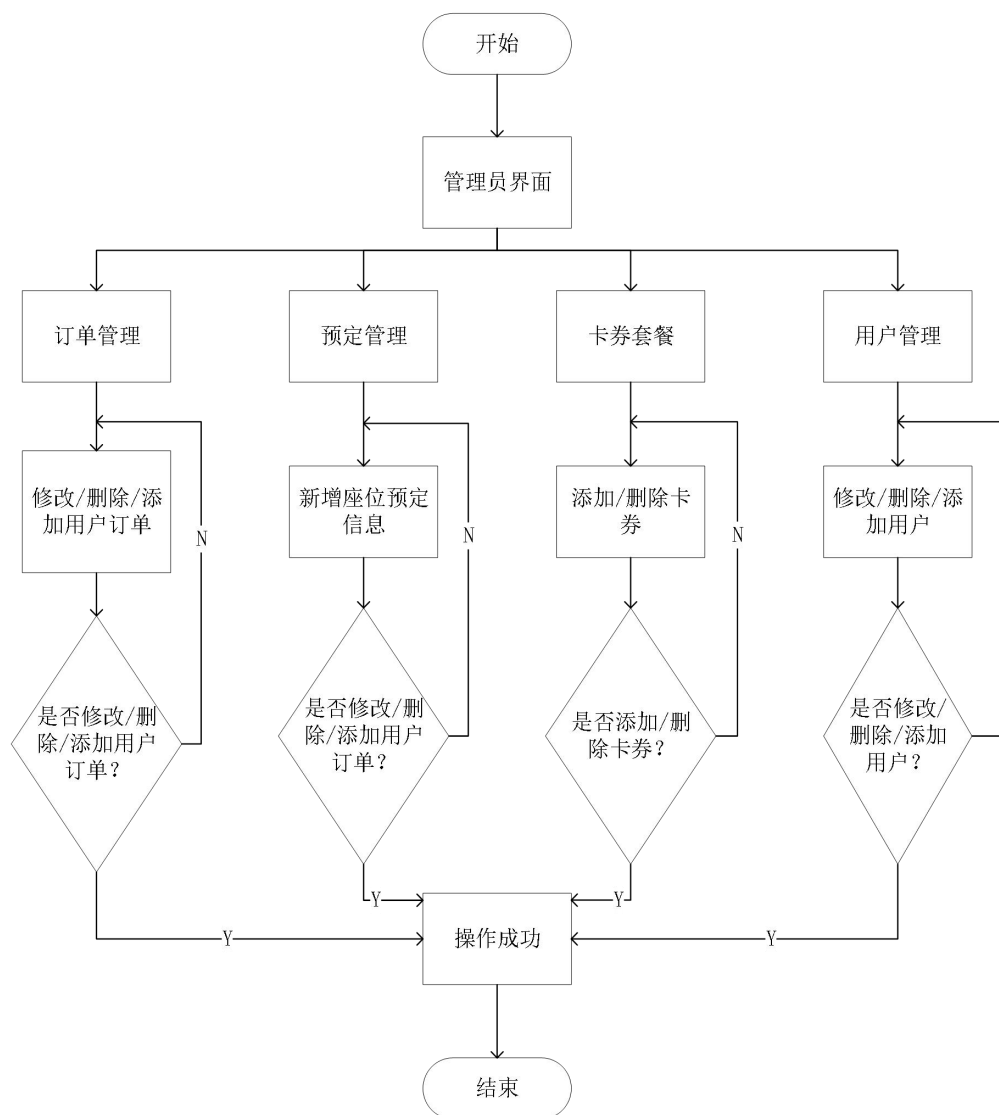 开始
管理员界面
订单管理
预定管理
卡券套餐
用户管理
修改/删除/添
加用户订单
新增座位预定
信息
添加/删除卡
券
修改/删除/添
加用户
N
N
N
是否修改/删
除/添加用户
订单？
是否修改/删
除/添加用户
订单？
是否添加/删
除卡券？
是否修改/
删除/添加
用户？
Y
Y
Y
Y
操作成功
结束